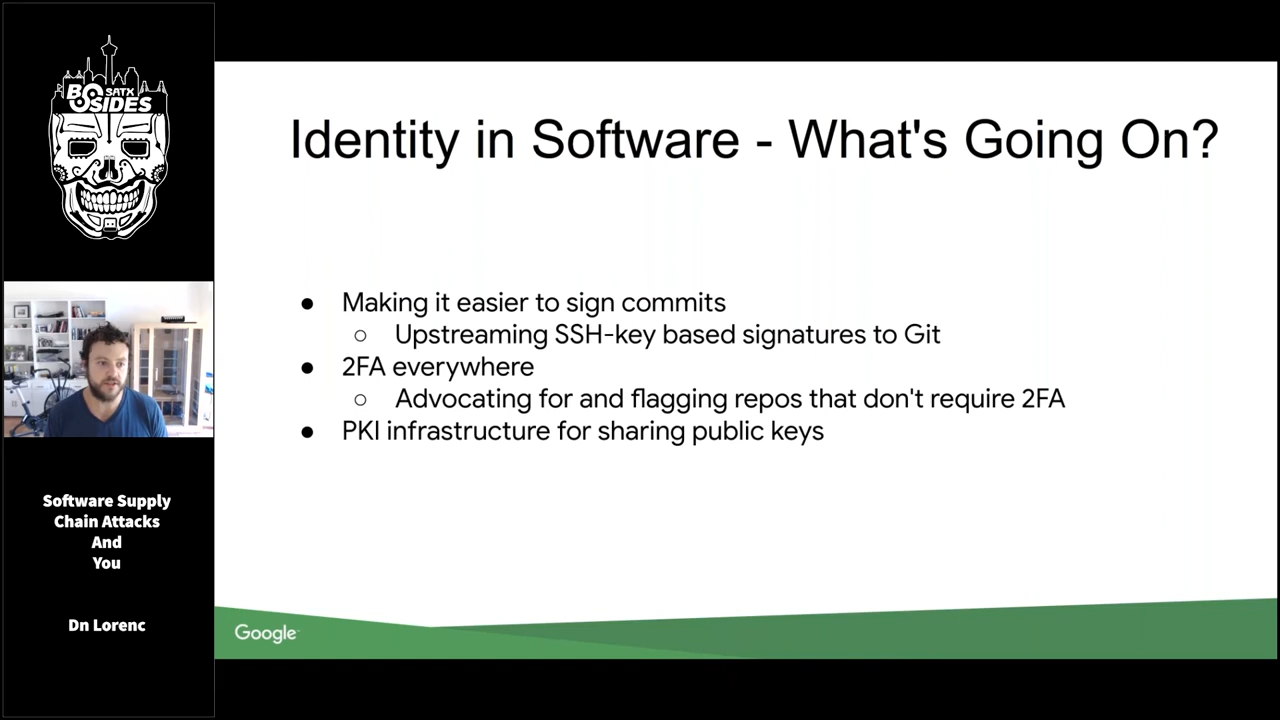 BSIDES
SATX
Software Supply
Chain Attacks
And
You
Dn Lorenc
Identity in Software - What's Going On?
● Making it easier to sign commits
○ Upstreaming SSH-key based signatures to Git
● 2FA everywhere
○ Advocating for and flagging repos that don't require 2FA
● PKI infrastructure for sharing public keys
Google